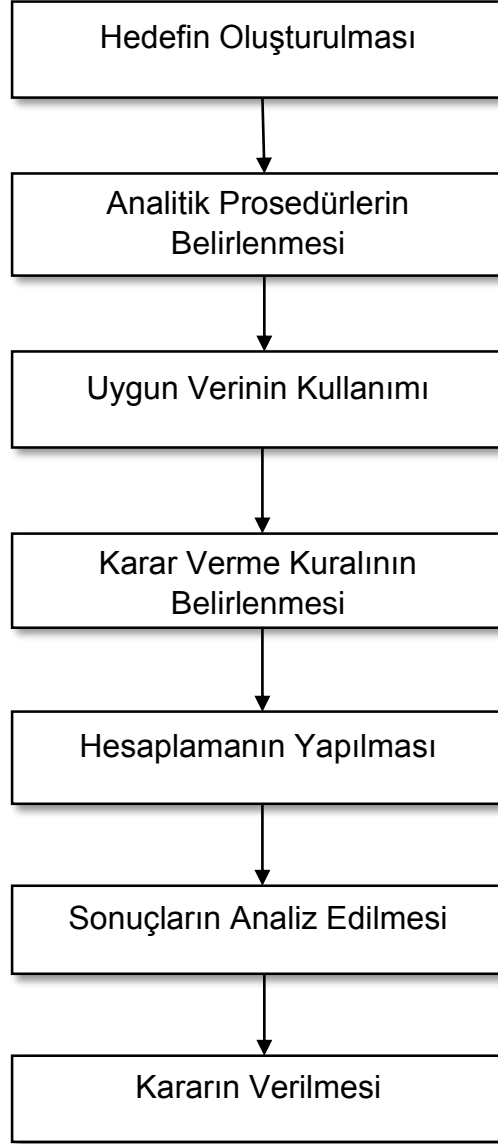 Hedefin Oluşturulması
Analitik Prosedürlerin
Belirlenmesi
Uygun Verinin Kullanımı
Karar Verme Kuralının
Belirlenmesi
Hesaplamanın Yapılması
Sonuçların Analiz Edilmesi
Kararın Verilmesi